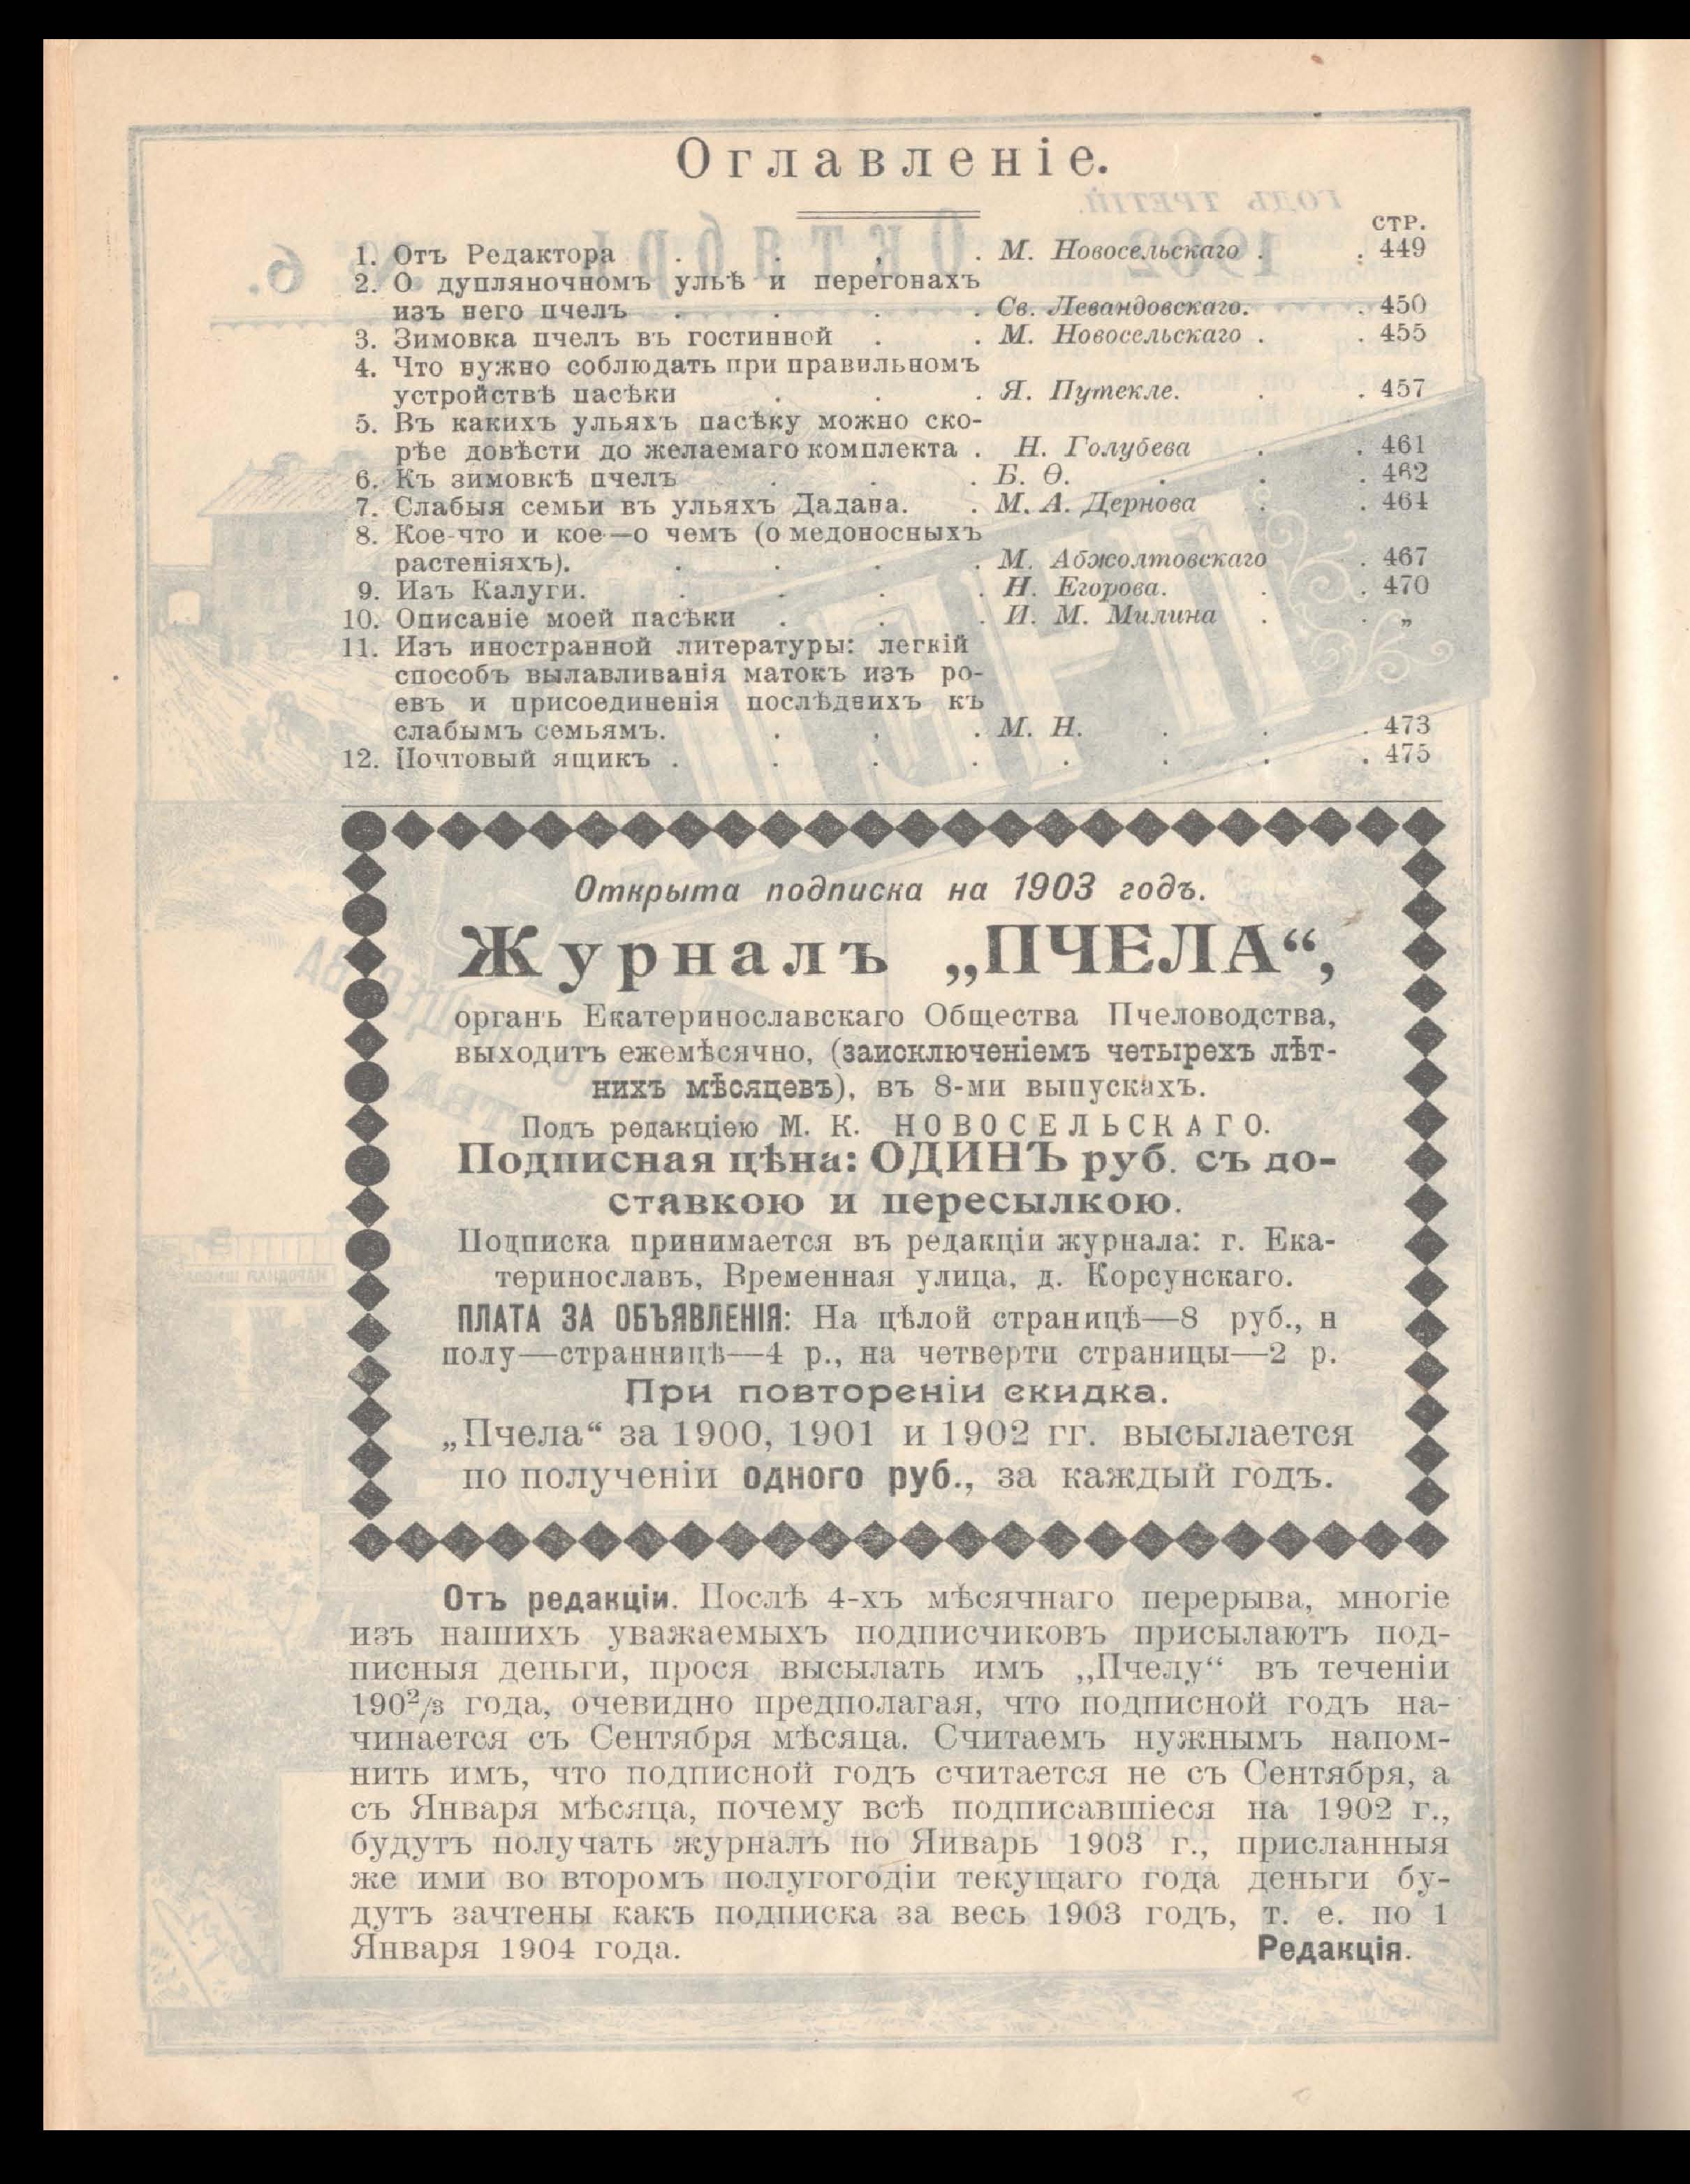 Оглавленіе.
СТР.
1. Отъ Редактора . . , . М. Новосельскаго . . 449
2. О дупляночномъ ульѣ и перегонахъ
изъ него пчелъ . . . . Св. Левандовскаго. . 450
3. Зимовка пчелъ въ гостинной . . М. Новосельскаго . . 455
4. Что нужно соблюдать при правильномъ
устройствѣ пасѣки . . . Я. Путекле. . . 457
5. Въ какихъ ульяхъ пасѣку можно ско-
рѣе довѣсти до желаемаго комплекта . Н. Голубева . . 461
6. Къ зимовкѣ пчелъ . . . Б. Ѳ. . . . 462
7. Слабыя семьи въ ульяхъ Дадана. . М. А. Дернова . . 464
8. Кое-что и кое—о чемъ (о медоносныхъ
растеніяхъ). . . . . М. Абжолтовскаго . 467
9. Изъ Калуги. . . . . Н. Егорова. . . 470
10. Описаніе моей пасѣки . . . И. М. Милина . . „
11. Изъ иностранной литературы: легкій
способъ вылавливанія матокъ изъ ро-
евъ и присоединенія послѣднихъ къ
слабымъ семьямъ. . , . М. Н. . . . 473
12. Почтовый ящикъ . . . . . . . . 475
Открыта подписка на 1903 годъ.
Журналъ „ПЧЕЛА“,
органъ Екатеринославскаго Общества Пчеловодства,
выходитъ ежемѣсячно, (заисключеніемъ четырехъ лѣт-
нихъ мѣсяцевъ), въ 8-ми выпускахъ.
Подъ редакціею М. К. НОВОСЕЛЬСКАГО.
Подписная цѣна: ОДИНЪ руб. съ до-
ставкою и пересылкою.
Подписка принимается въ редакціи журнала: г. Ека-
теринославъ, Временная улица, д. Корсунскаго.
ПЛАТА ЗА ОБЪЯВЛЕНІЯ: На цѣлой страницѣ—8 руб., н
полу—странницѣ—4 р., на четверти страницы—2 р.
При повтореніи скидка.
„Пчела“ за 1900, 1901 и 1902 гг. высылается
по полученіи одного руб., за каждый годъ.
Отъ редакціи. Послѣ 4-хъ мѣсячнаго перерыва, многіе
изъ нашихъ уважаемыхъ подписчиковъ присылаютъ под-
писныя деньги, прося высылать имъ „Пчелу“ въ теченіи
190²/₃ года, очевидно предполагая, что подписной годъ на-
чинается съ Сентября мѣсяца. Считаемъ нужнымъ напом-
нить имъ, что подписной годъ считается не съ Сентября, а
съ Января мѣсяца, почему всѣ подписавшіеся на 1902 г.,
будутъ получать журналъ по Январь 1903 г., присланныя
же ими во второмъ полугогодіи текущаго года деньги бу-
дутъ зачтены какъ подписка за весь 1903 годъ, т. е. по 1
Января 1904 года. Редакція.